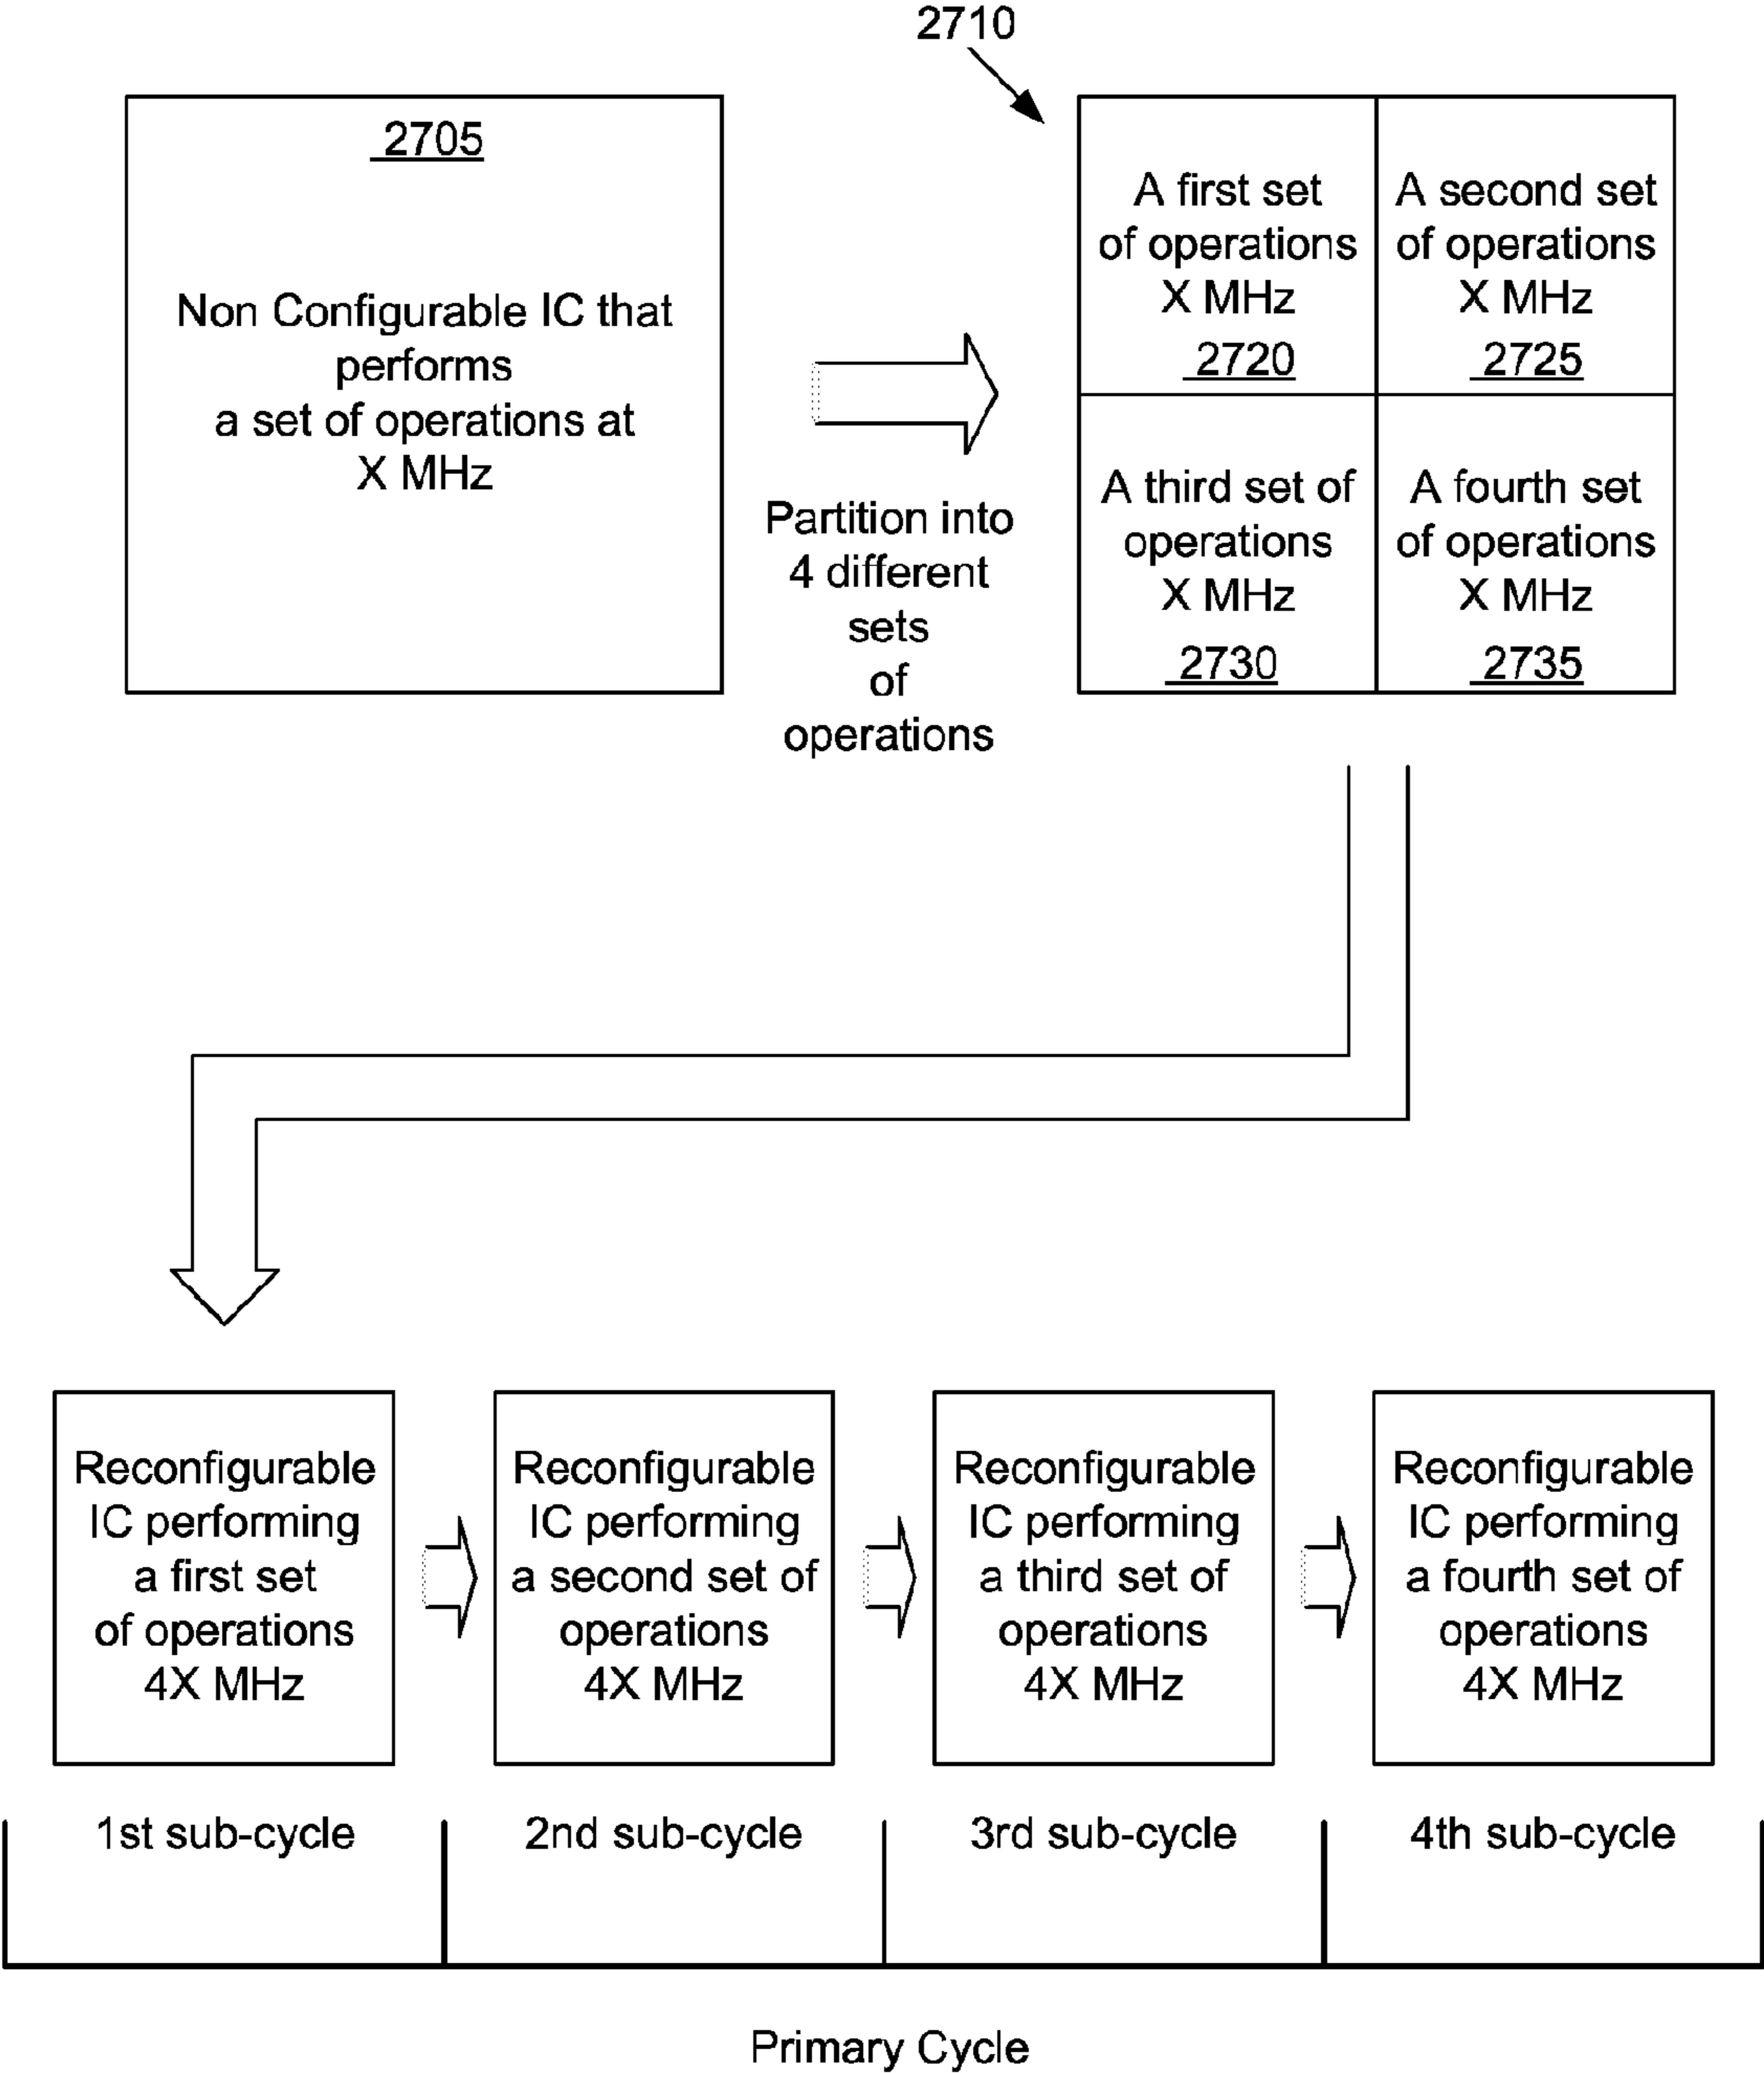 2710
2705
Non Configurable IC that
performs
a set of operations at
X MHz
Partition into
4 different
sets
of
operations
A first set
of operations
X MHz
2720
A second set
of operations
X MHz
2725
A third set of
operations
X MHz
2730
A fourth set
of operations
X MHz
2735
Reconfigurable
IC performing
a first set
of operations
4X MHz
Reconfigurable
IC performing
a second set of
operations
4X MHz
Reconfigurable
IC performing
a third set of
operations
4X MHz
Reconfigurable
IC performing
a fourth set of
operations
4X MHz
1st sub-cycle
2nd sub-cycle
3rd sub-cycle
4th sub-cycle
Primary Cycle